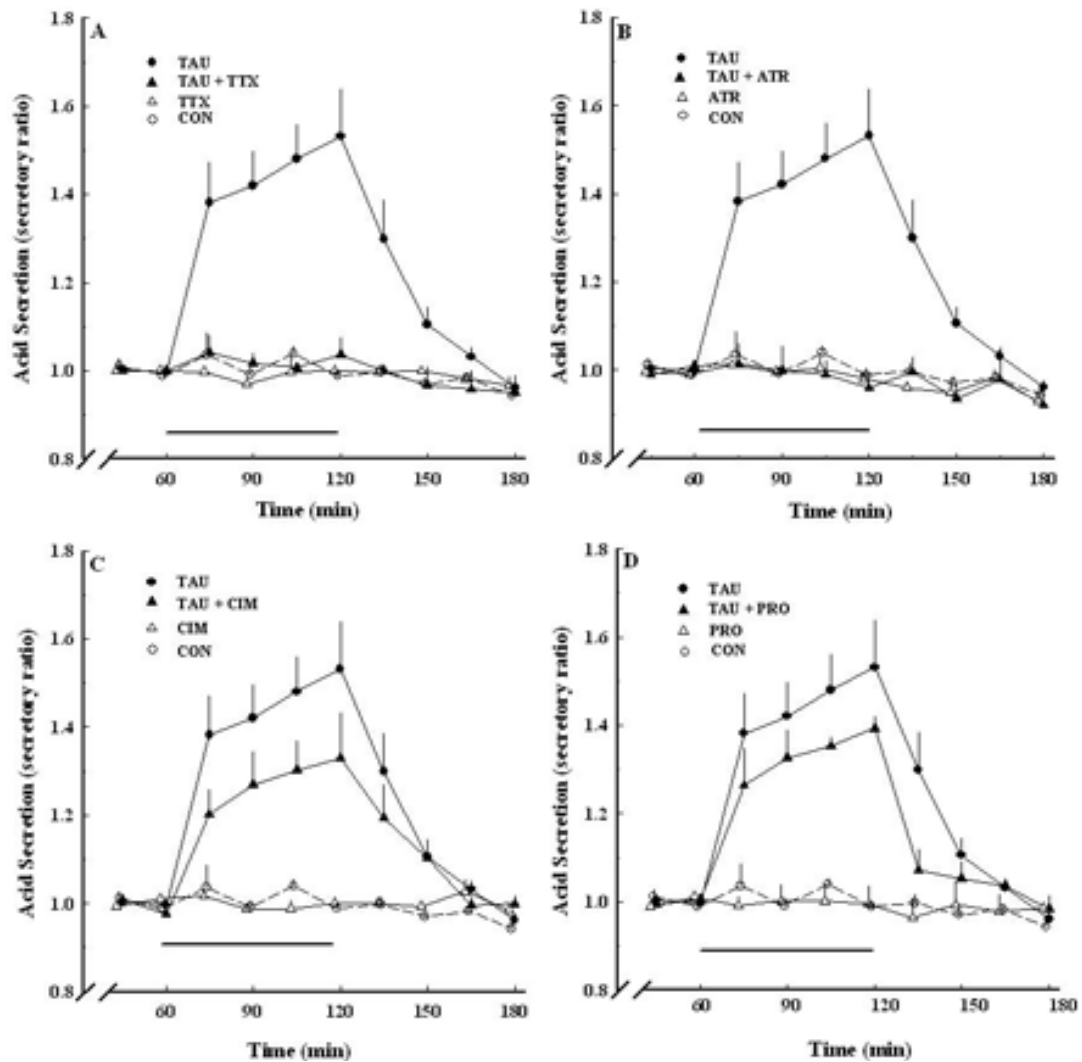 A
TAU
TAU + TTX
TTX
CON
Acid Secretion (secretory ratio)
1.8
1.6
1.4
1.2
1.0
0.8
60
90
120
150
180
Time (min)
B
TAU
TAU + ATR
ATR
CON
Acid Secretion (secretory ratio)
1.8
1.6
1.4
1.2
1.0
0.8
60
90
120
150
180
Time (min)
C
TAU
TAU + CIM
CIM
CON
Acid Secretion (secretory ratio)
1.8
1.6
1.4
1.2
1.0
0.8
60
90
120
150
180
Time (min)
D
TAU
TAU + PRO
PRO
CON
Acid Secretion (secretory ratio)
1.8
1.6
1.4
1.2
1.0
0.8
60
90
120
150
180
Time (min)